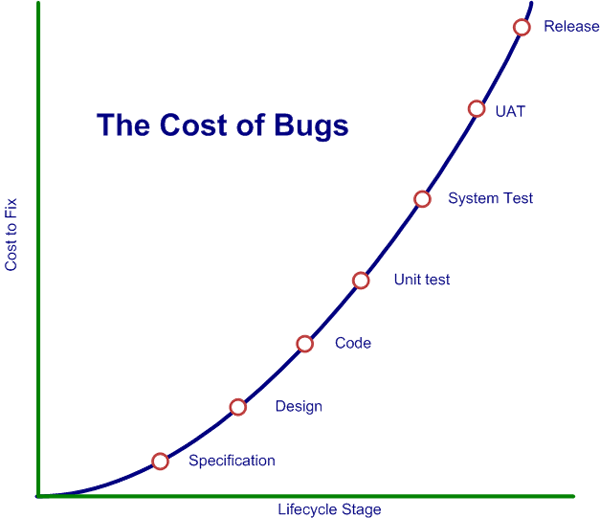 Release
UAT
The Cost of Bugs
System Test
Cost to Fix
Unit test
Code
Design
Specification
Lifecycle Stage